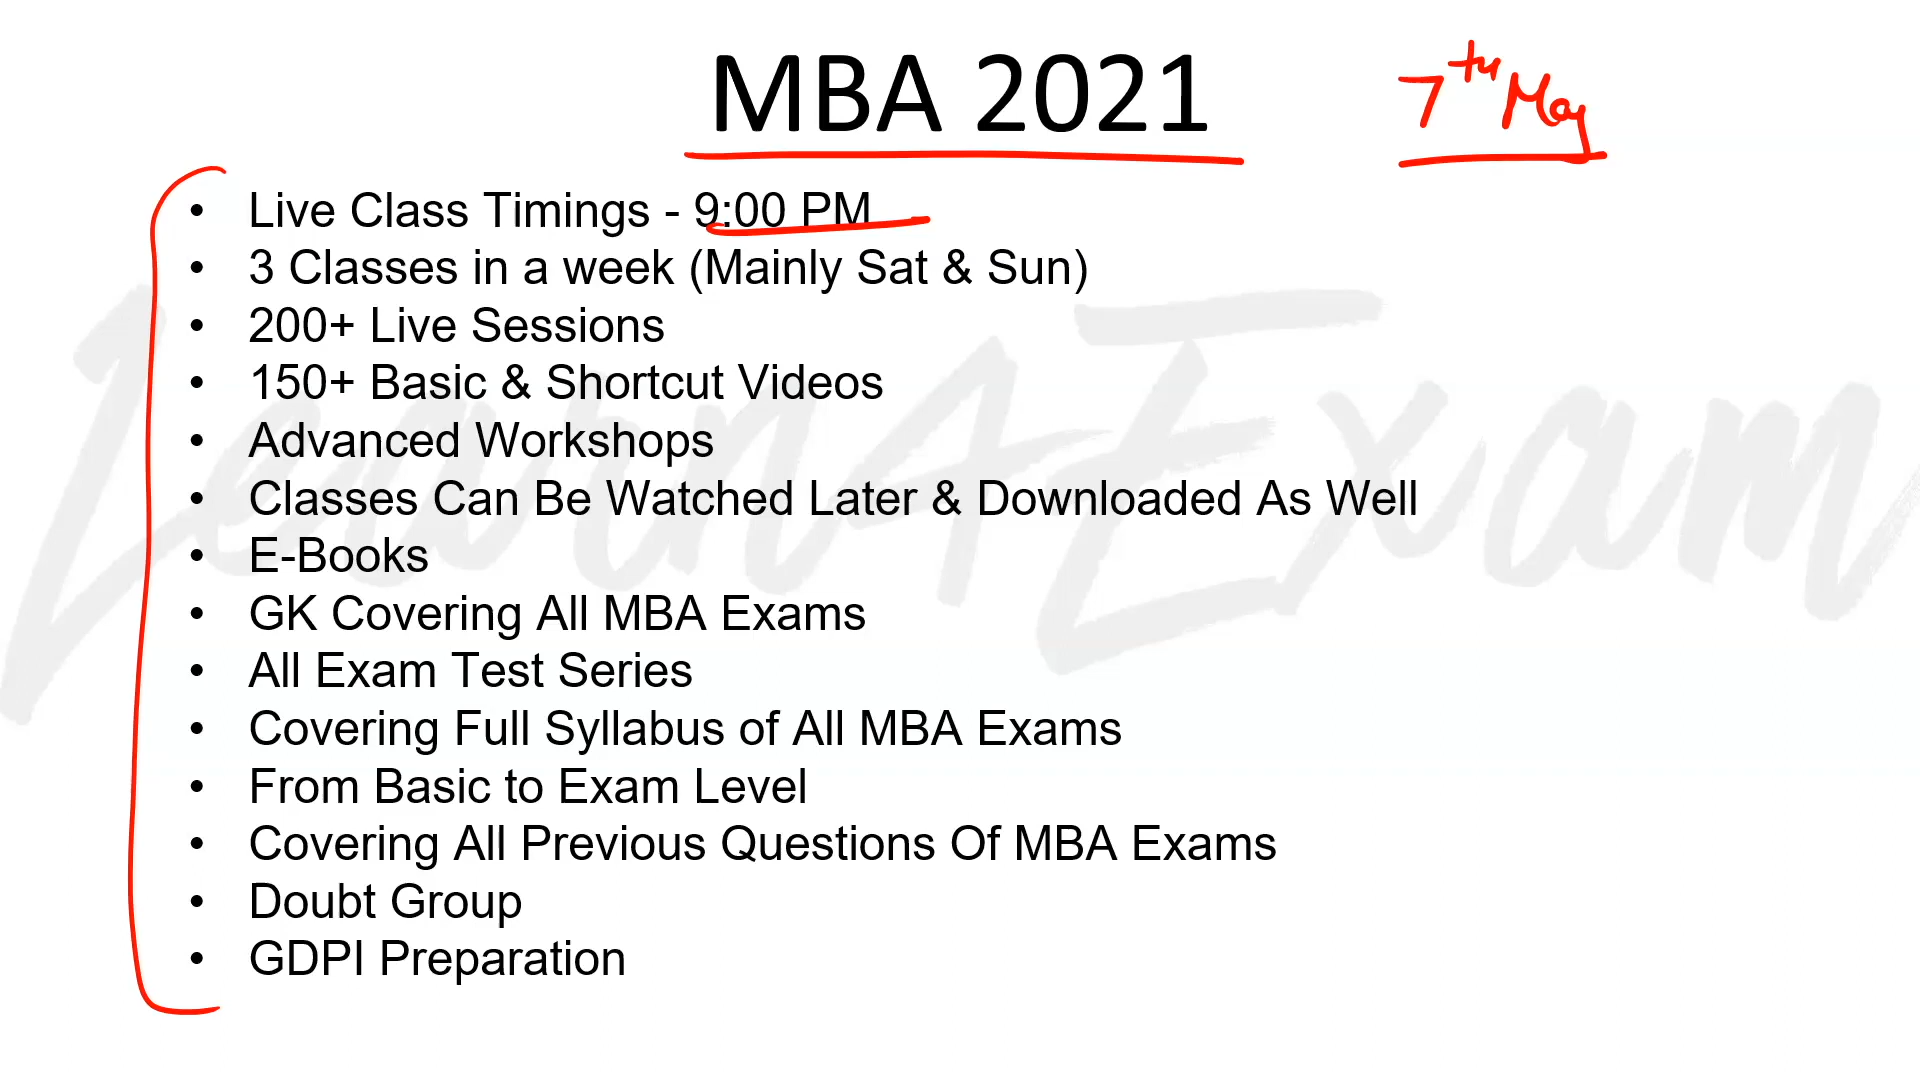 MBA 2021
7th May
• Live Class Timings - 9:00 PM
• 3 Classes in a week (Mainly Sat & Sun)
• 200+ Live Sessions
• 150+ Basic & Shortcut Videos
• Advanced Workshops
• Classes Can Be Watched Later & Downloaded As Well
• E-Books
• GK Covering All MBA Exams
• All Exam Test Series
• Covering Full Syllabus of All MBA Exams
• From Basic to Exam Level
• Covering All Previous Questions Of MBA Exams
• Doubt Group
• GDPI Preparation
Learn4Exam